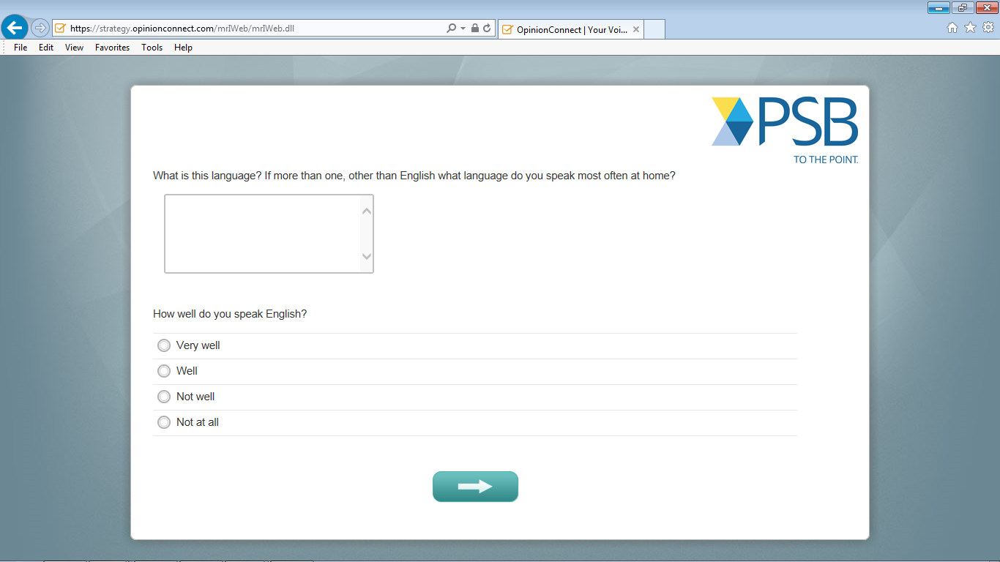 https://strategy.opinionconnect.com/mrIWeb/mrIWeb.dll
OpinionConnect | Your Voi...
File Edit View Favorites Tools Help
PSB
TO THE POINT.
What is this language? If more than one, other than English what language do you speak most often at home?
How well do you speak English?
Very well
Well
Not well
Not at all